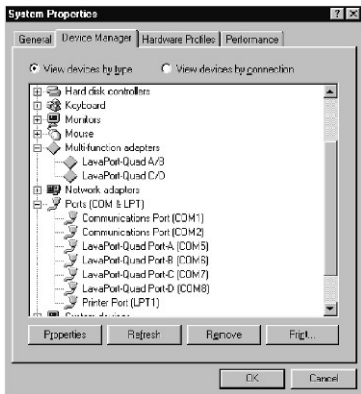 System Properties
General Device Manager Hardware Profiles Performance
View devices by type View devices by connection
Hard disk controllers
Keyboard
Monitors
Mouse
Multi-function adapters
LavaPort-Quad A/B
LavaPort-Quad C/D
Network adapters
Ports (COM & LPT)
Communications Port (COM1)
Communications Port (COM2)
LavaPort-Quad Port-A (COM5)
LavaPort-Quad Port-B (COM6)
LavaPort-Quad Port-C (COM7)
LavaPort-Quad Port-D (COM8)
Printer Port (LPT1)
System devices
Properties Refresh Remove Print...
OK Cancel